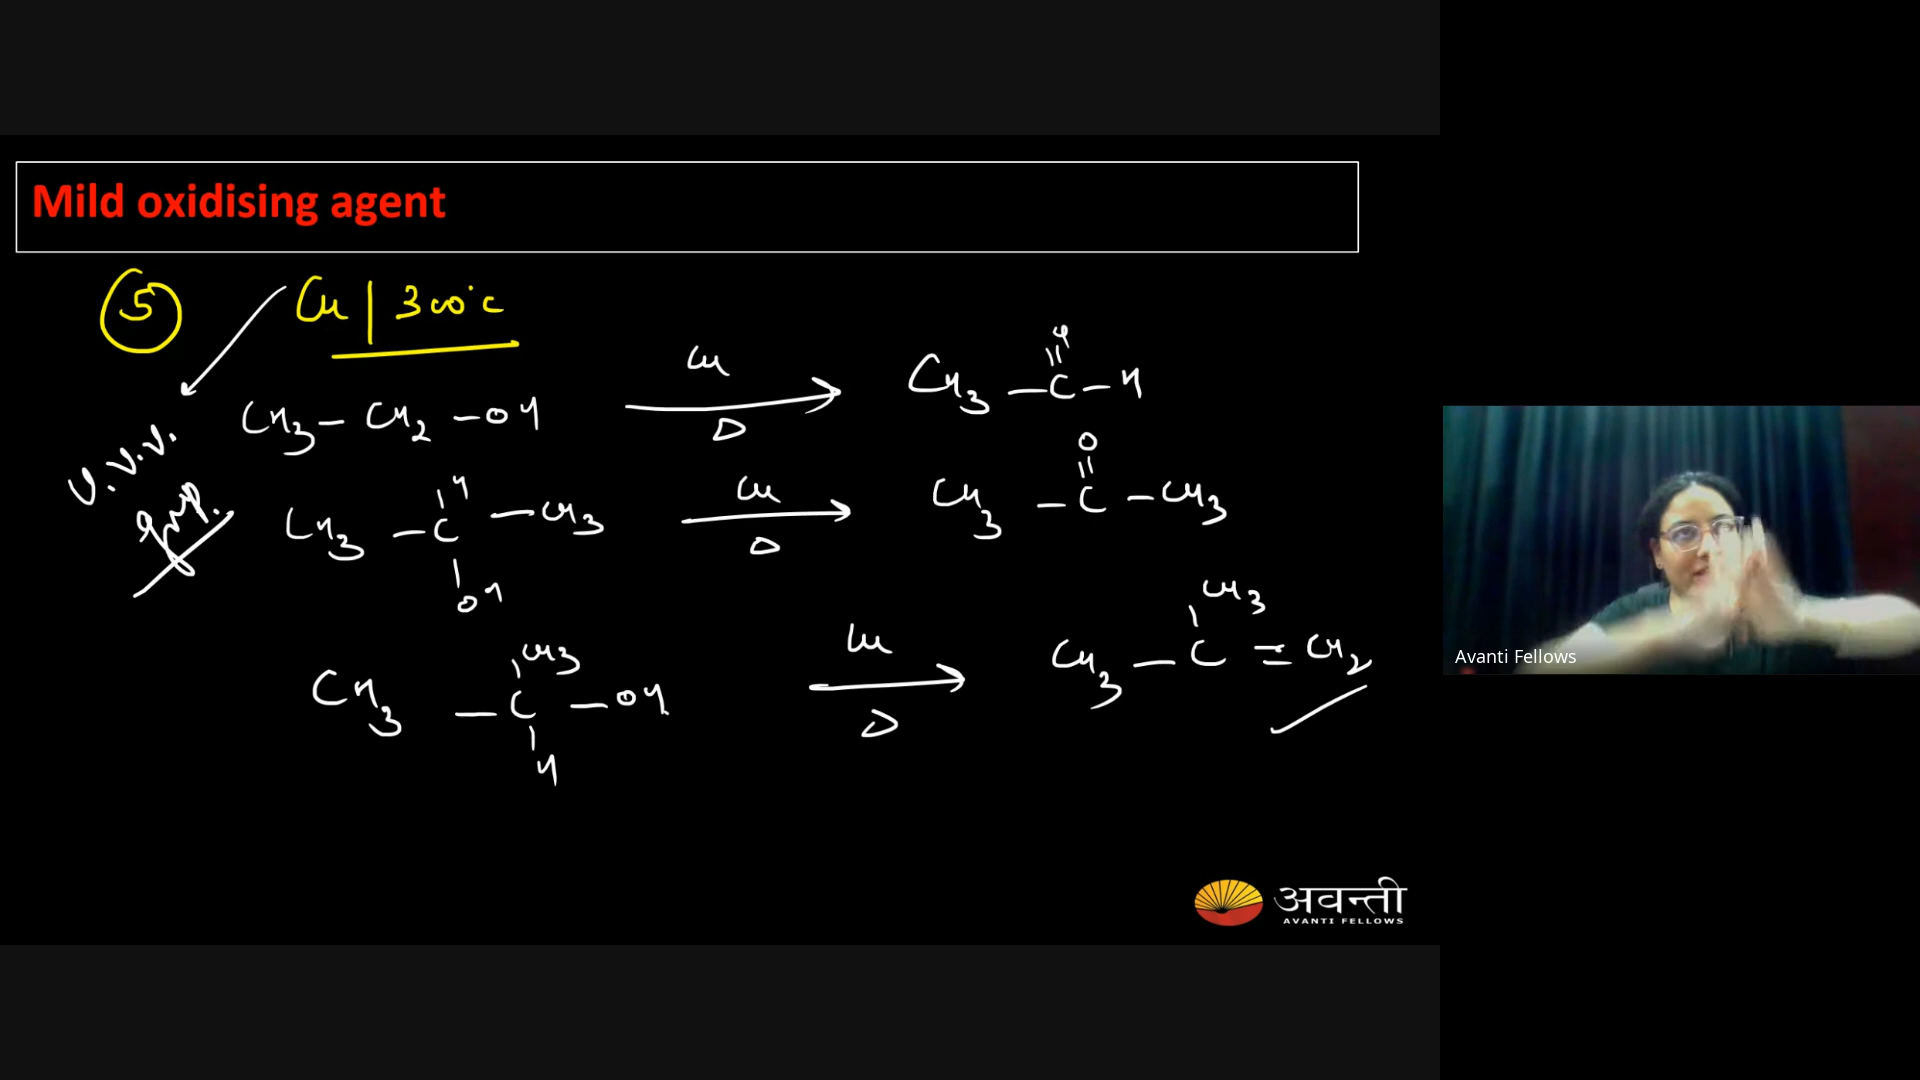 Mild oxidising agent
5 Cu | 300°C
V.V.V. Imp.
CH3 - CH2 - OH Cu Δ CH3 - C - H
O
H O
CH3 - C - CH3 Cu Δ CH3 - C - CH3
OH
CH3 CH3
CH3 - C - OH Cu Δ CH3 - C = CH2
H
Avanti Fellows
अवन्ती
AVANTI FELLOWS